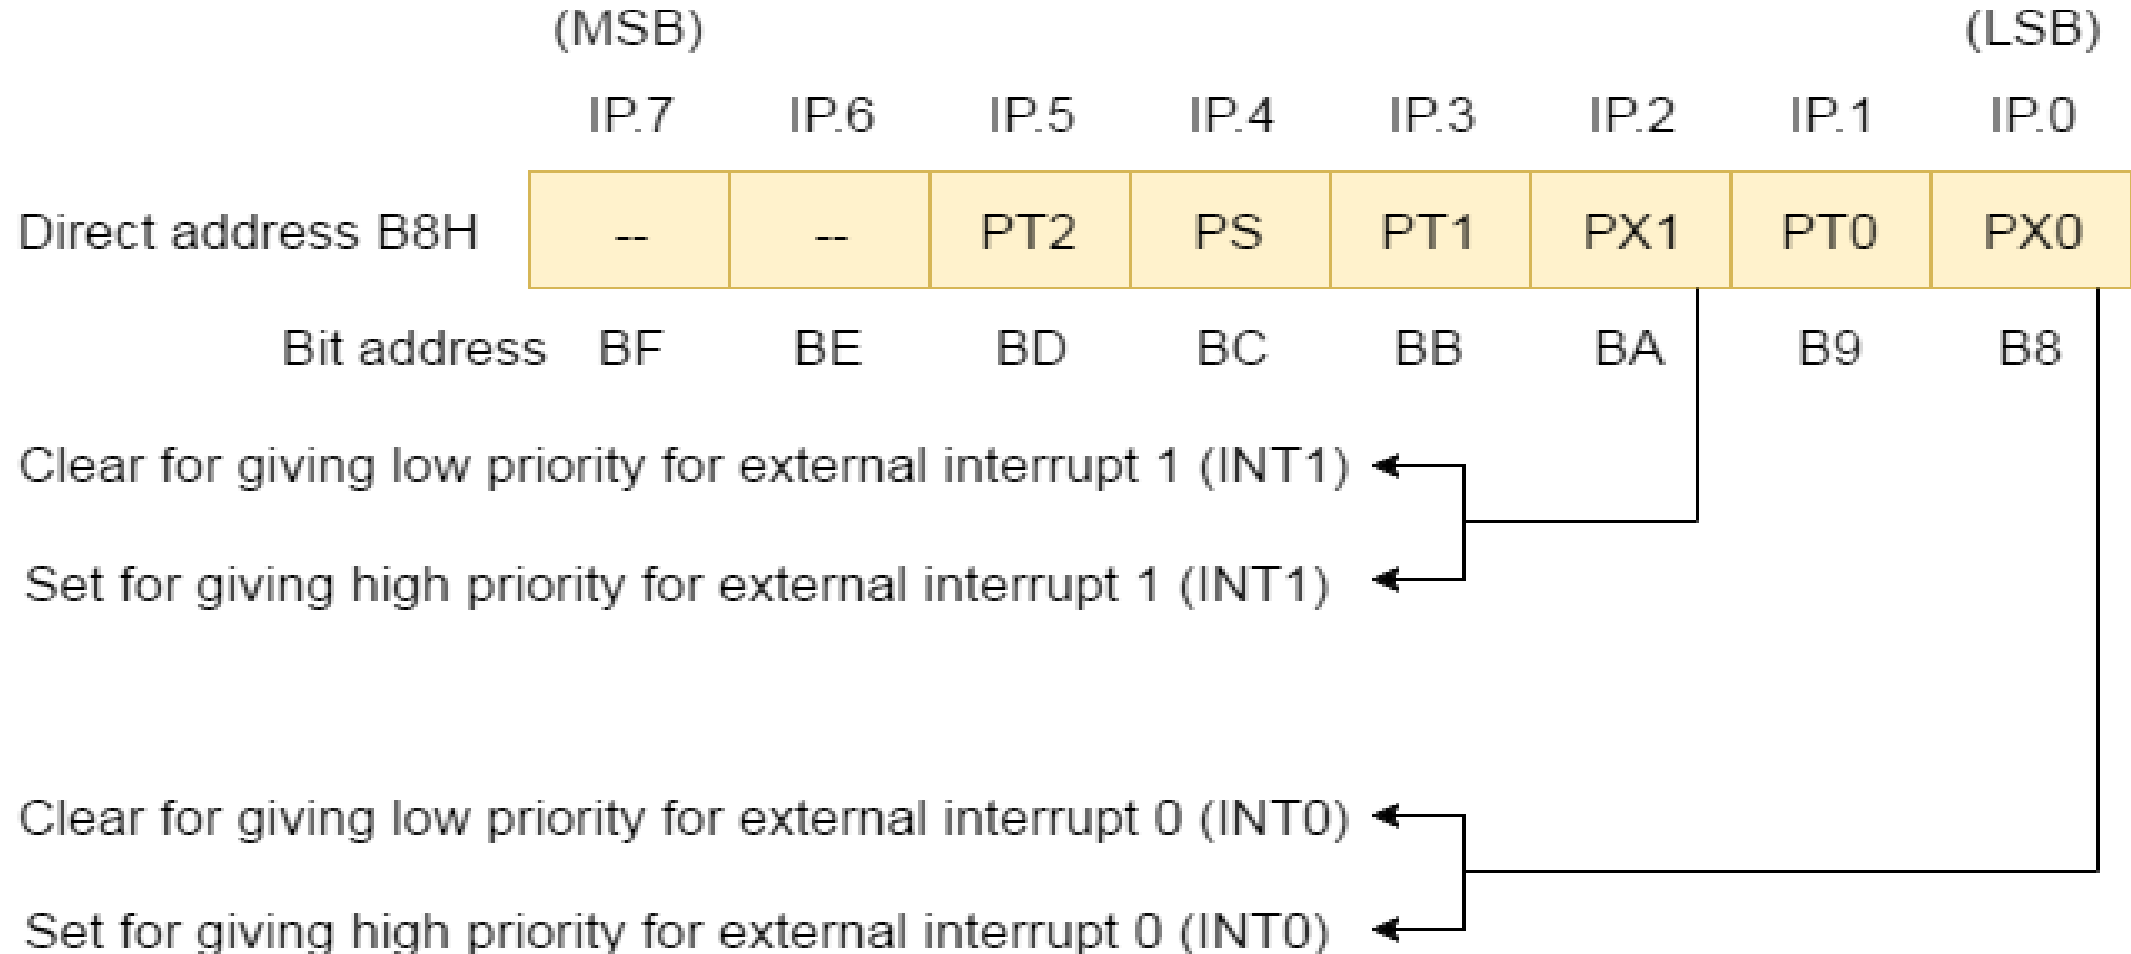 (MSB) (LSB)
IP.7 IP.6 IP.5 IP.4 IP.3 IP.2 IP.1 IP.0
Direct address B8H -- -- PT2 PS PT1 PX1 PT0 PX0
Bit address BF BE BD BC BB BA B9 B8
Clear for giving low priority for external interrupt 1 (INT1)
Set for giving high priority for external interrupt 1 (INT1)
Clear for giving low priority for external interrupt 0 (INT0)
Set for giving high priority for external interrupt 0 (INT0)